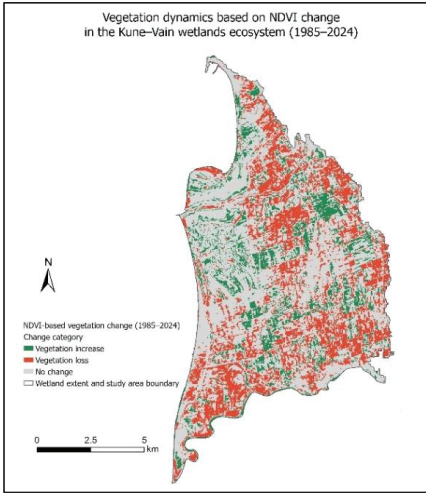 Vegetation dynamics based on NDVI change
in the Kune–Vain wetlands ecosystem (1985–2024)
N
NDVI-based vegetation change (1985–2024)
Change category
Vegetation increase
Vegetation loss
No change
Wetland extent and study area boundary
0 2.5 5
km